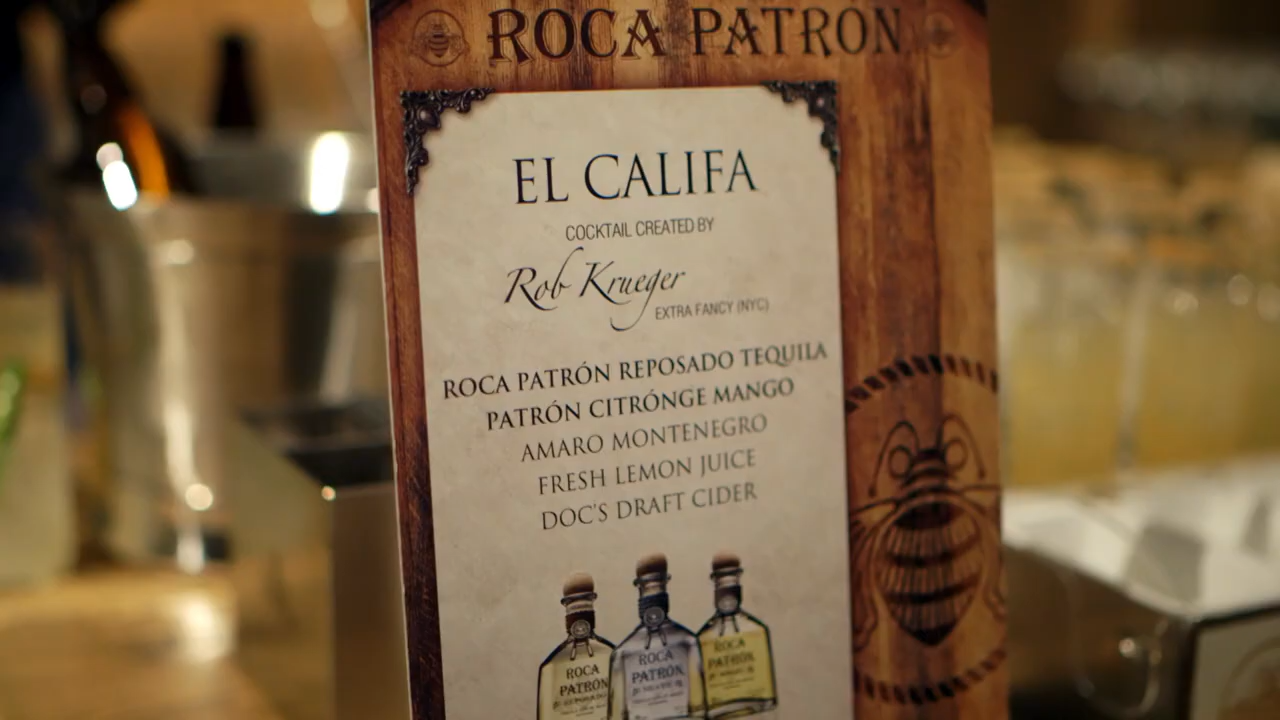 ROCA PATRON
EL CALIFA
COCKTAIL CREATED BY
Rob Krueger
EXTRA FANCY (NYC)
ROCA PATRÓN REPOSADO TEQUILA
PATRÓN CITRÓNGE MANGO
AMARO MONTENEGRO
FRESH LEMON JUICE
DOC'S DRAFT CIDER
ROCA
PATRÓN
ROCA
PATRÓN
ROCA
PATRÓN